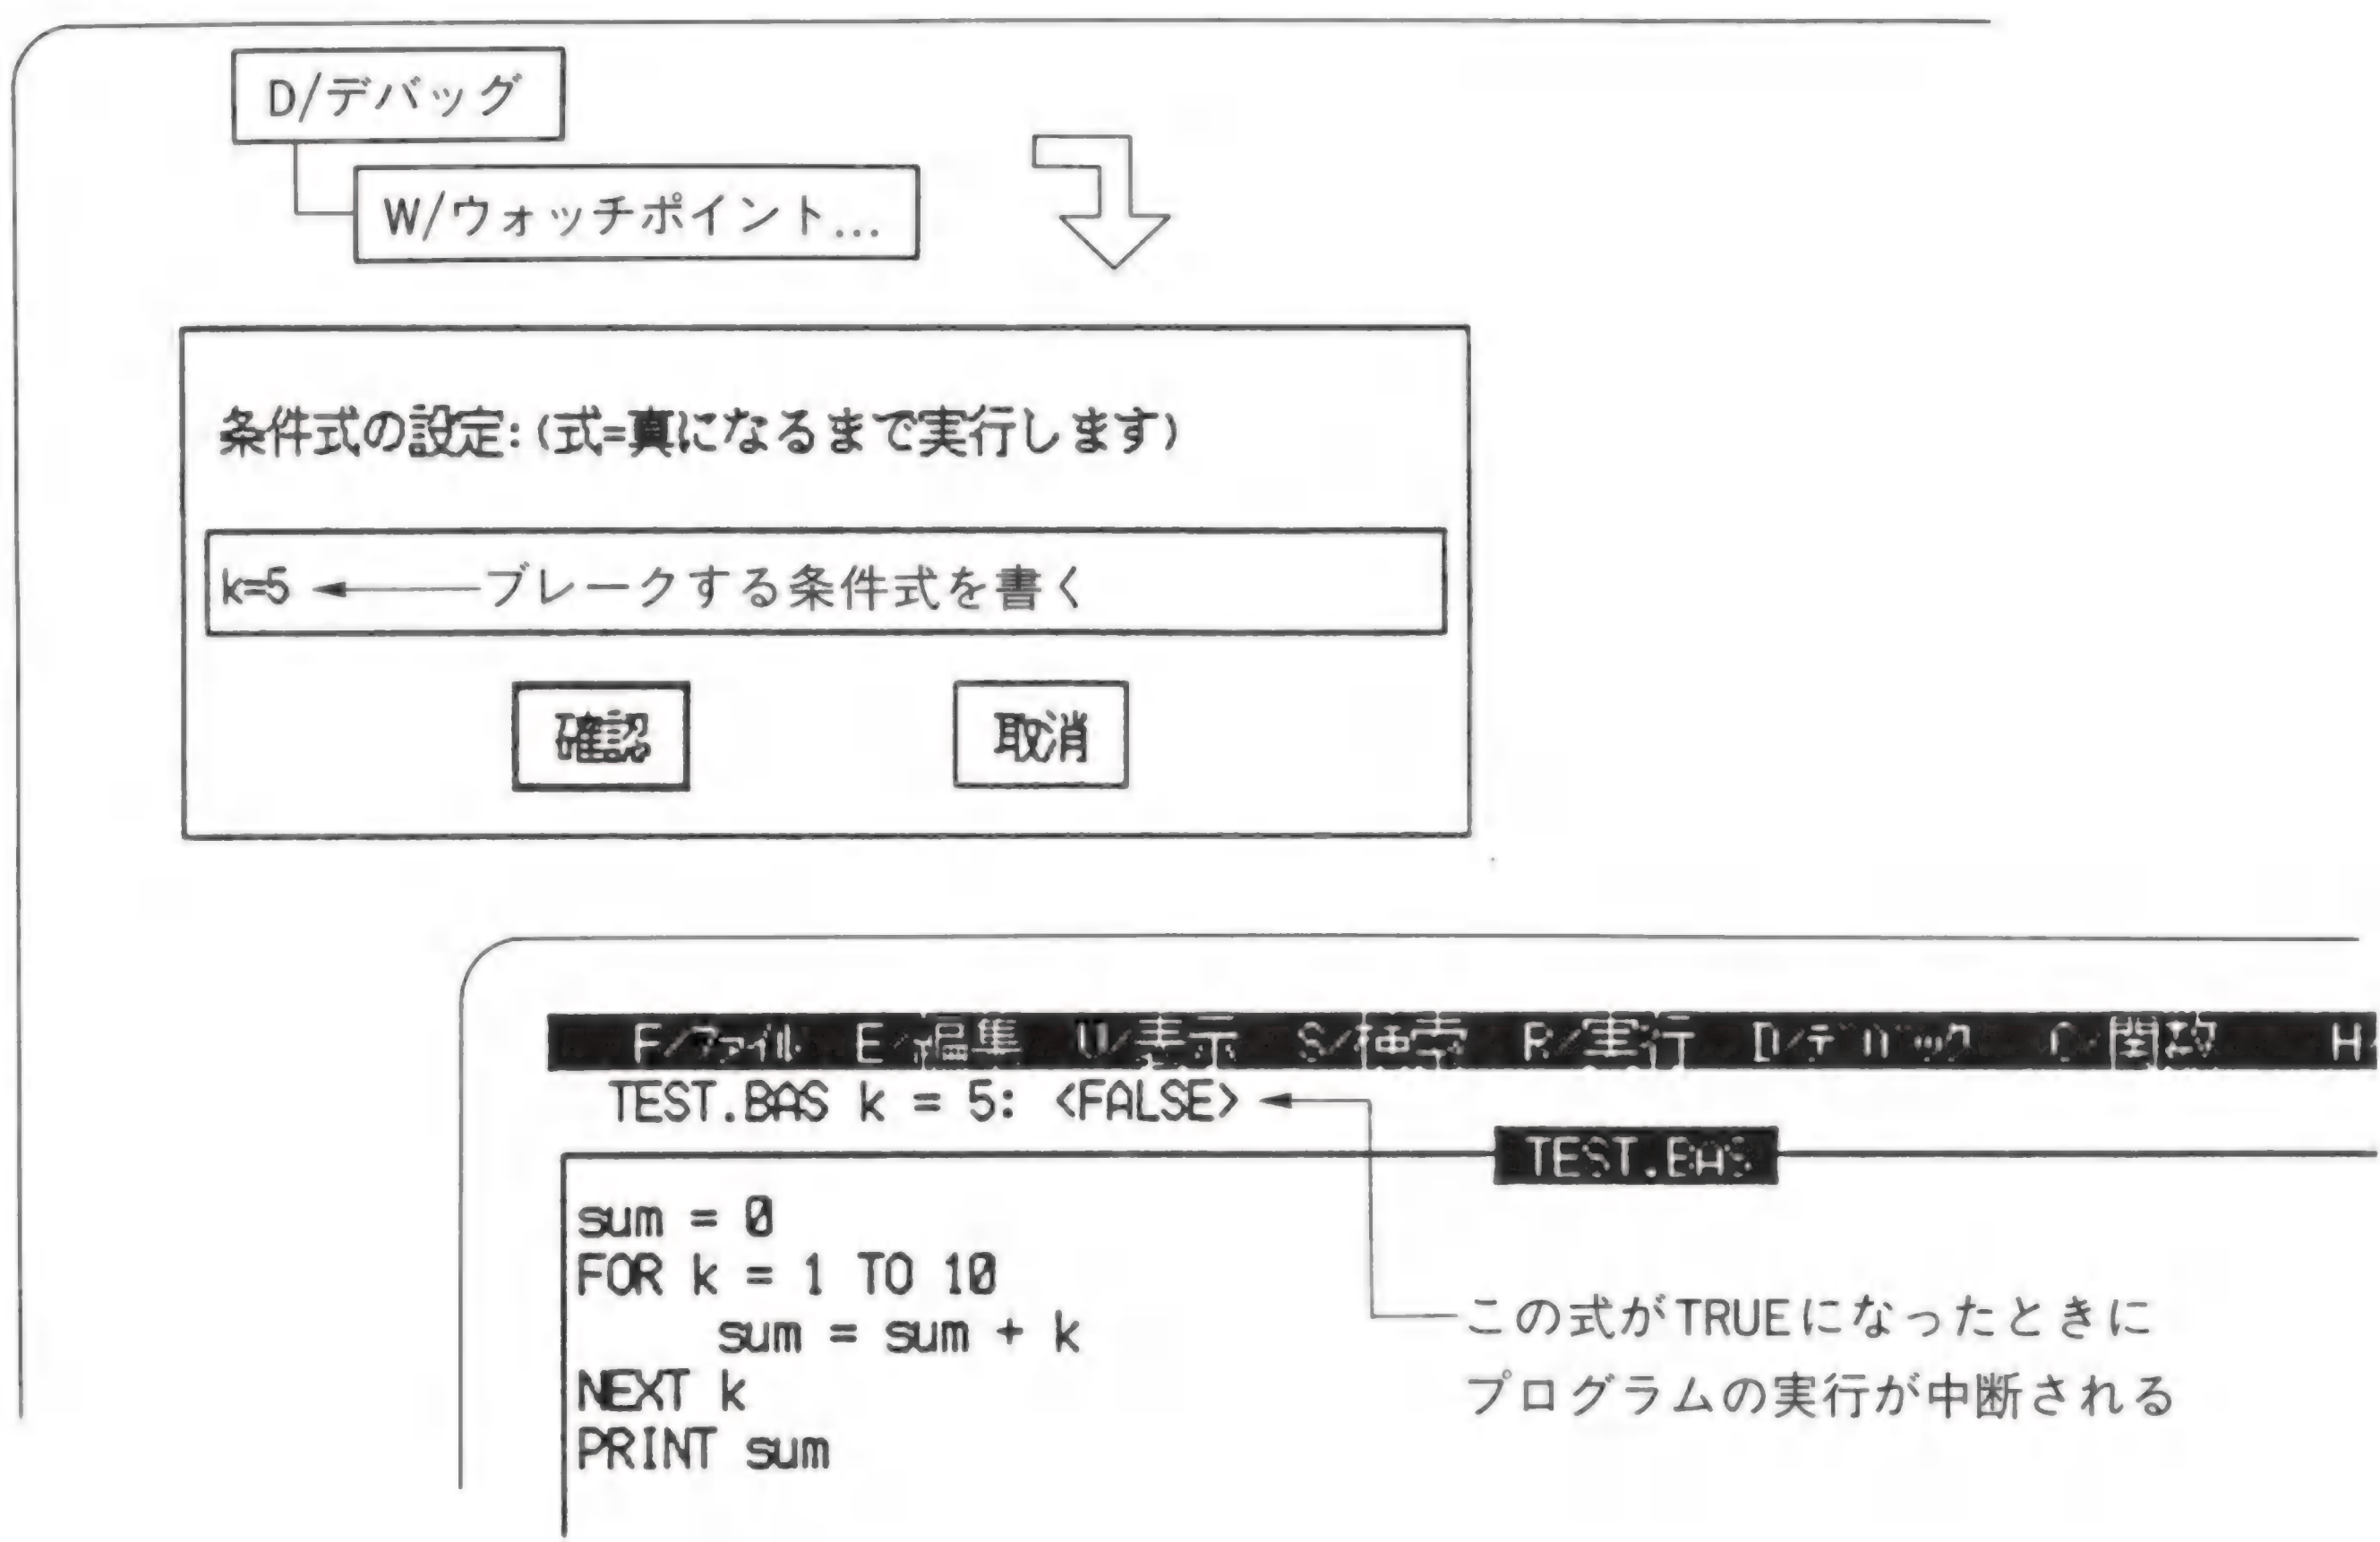 D/デバッグ
W/ウォッチポイント...
条件式の設定:(式=真になるまで実行します)
k=5 ブレークする条件式を書く
確認 取消
F/ファイル E/編集 V/表示 S/検索 R/実行 D/デバック C/関数 H
TEST.BAS k = 5: <FALSE>
TEST.BAS
sum = 0
FOR k = 1 TO 10
sum = sum + k
NEXT k
PRINT sum
この式がTRUEになったときに
プログラムの実行が中断される